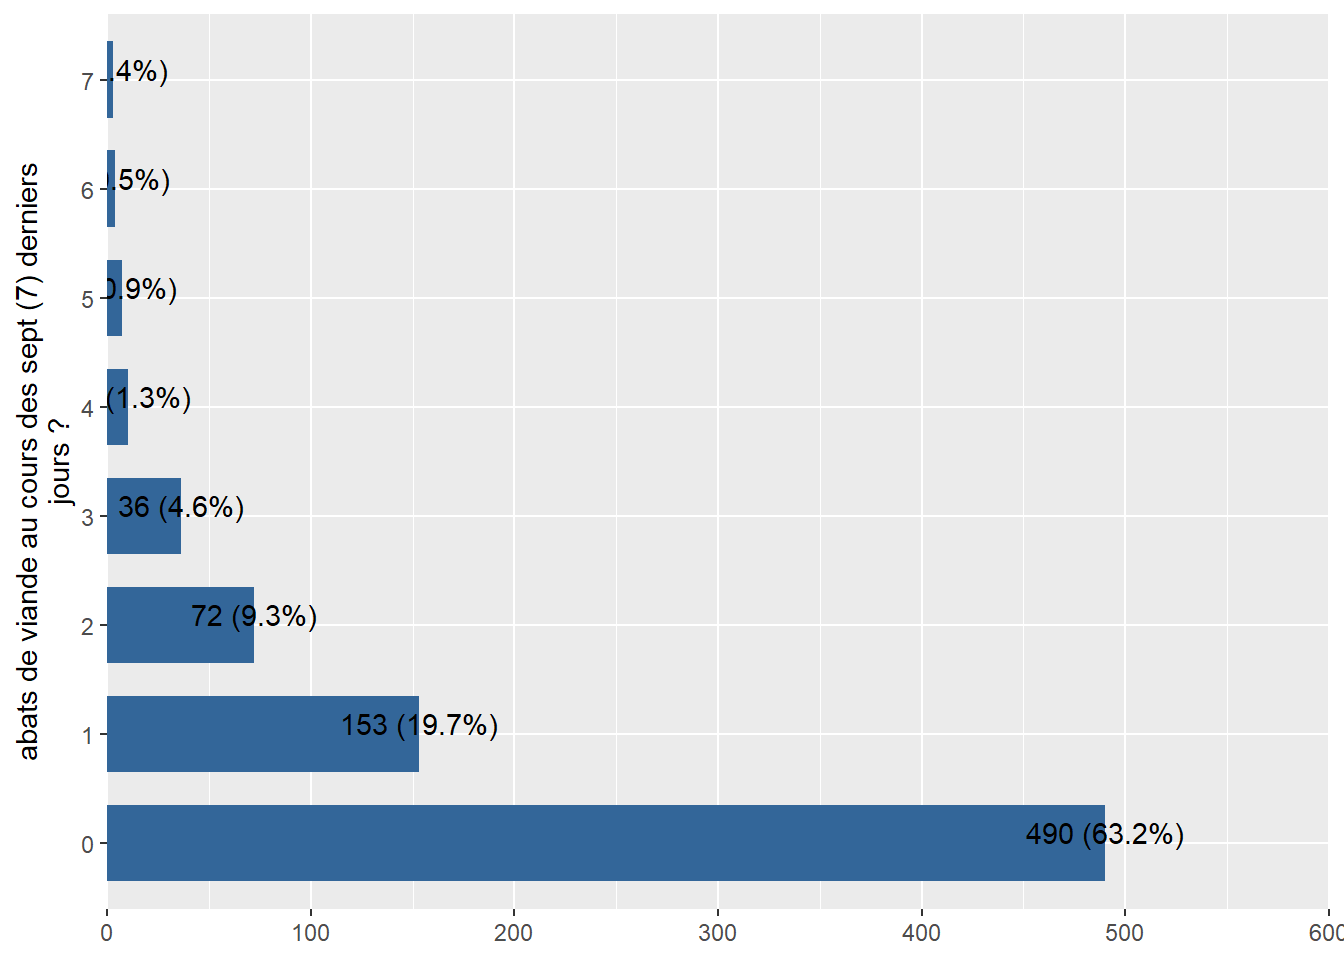 abats de viande au cours des sept (7) derniers
jours ?
7 .4%)
6 .5%)
5 0.9%)
4 (1.3%)
3 36 (4.6%)
2 72 (9.3%)
1 153 (19.7%)
0 490 (63.2%)
0 100 200 300 400 500 600